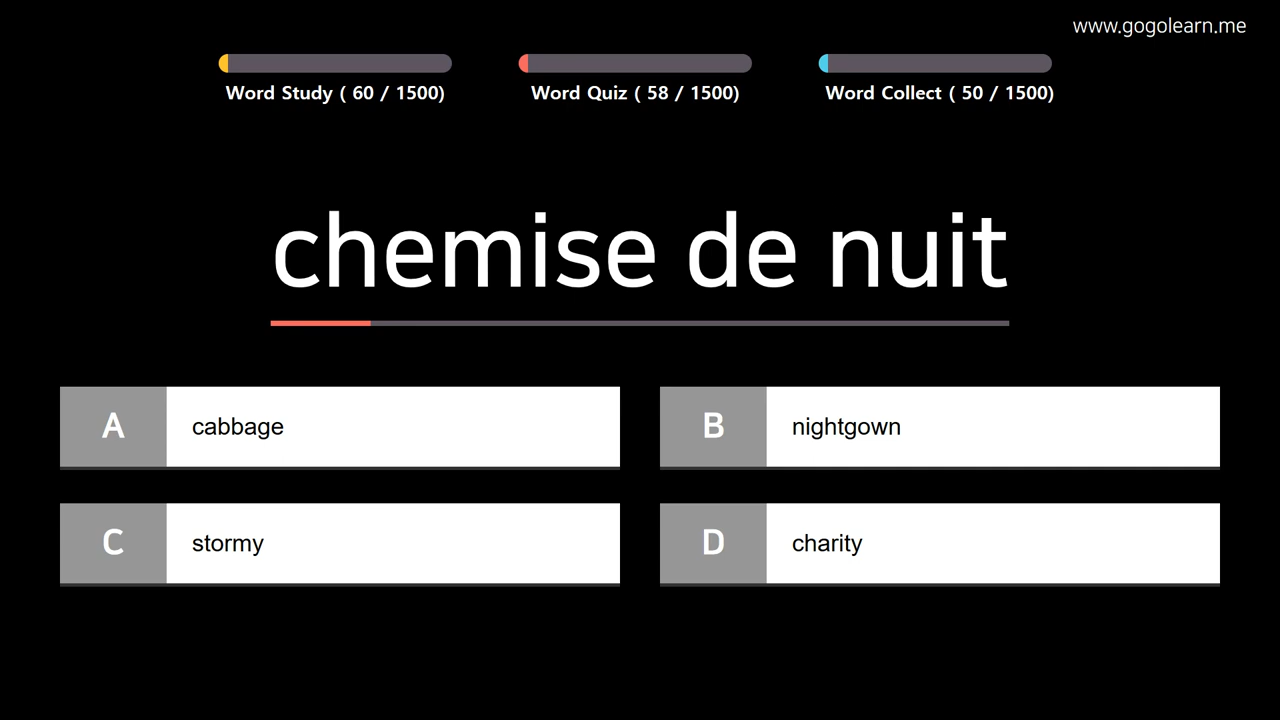 www.gogolearn.me
Word Study ( 60 / 1500)
Word Quiz ( 58 / 1500)
Word Collect ( 50 / 1500)
chemise de nuit
A cabbage
B nightgown
C stormy
D charity